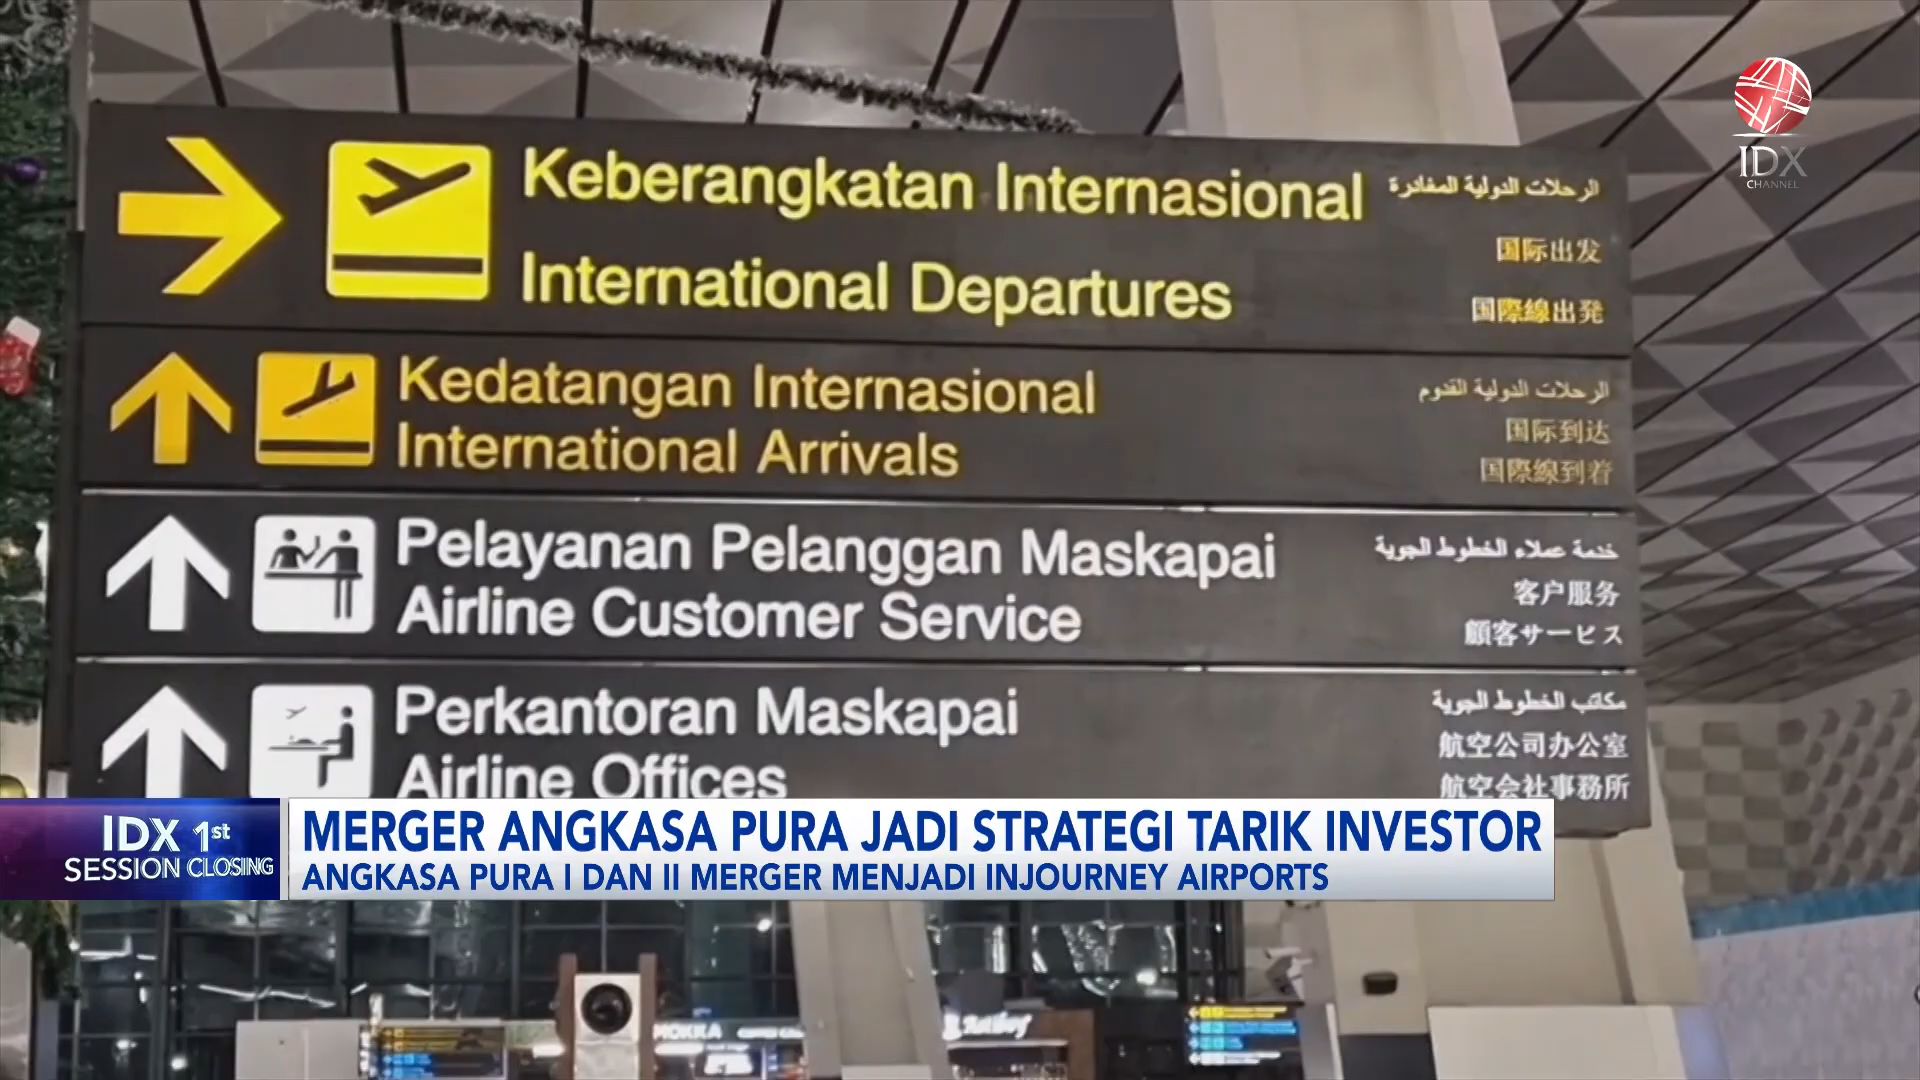 IDX
CHANNEL
Keberangkatan Internasional
International Departures
الرحلات الدولية المغادرة
国际出发
国際線出発
Kedatangan Internasional
International Arrivals
الرحلات الدولية القدوم
国际到达
国際線到着
Pelayanan Pelanggan Maskapai
Airline Customer Service
خدمة عملاء الخطوط الجوية
客户服务
顧客サービス
Perkantoran Maskapai
Airline Offices
مكاتب الخطوط الجوية
航空公司办公室
航空会社事務所
IDX 1st
SESSION CLOSING
MERGER ANGKASA PURA JADI STRATEGI TARIK INVESTOR
ANGKASA PURA I DAN II MERGER MENJADI INJOURNEY AIRPORTS
MOKKA